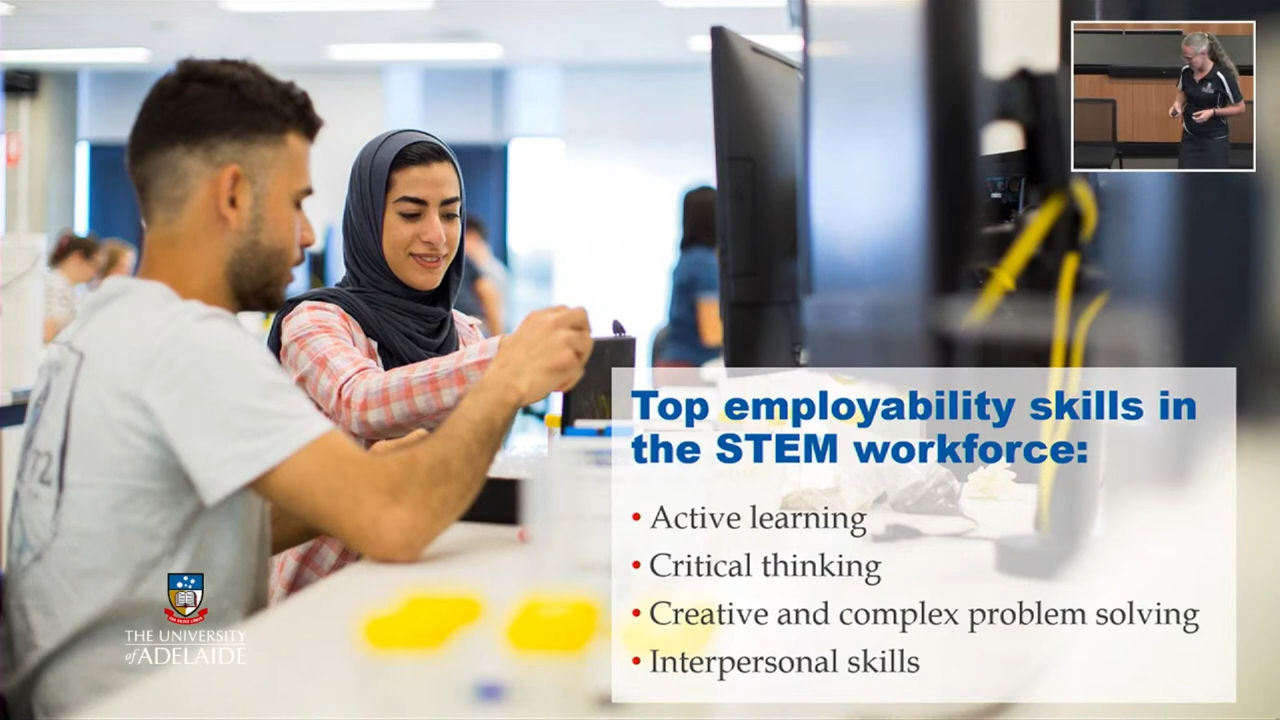 Top employability skills in
the STEM workforce:
• Active learning
• Critical thinking
• Creative and complex problem solving
• Interpersonal skills
THE UNIVERSITY
of ADELAIDE